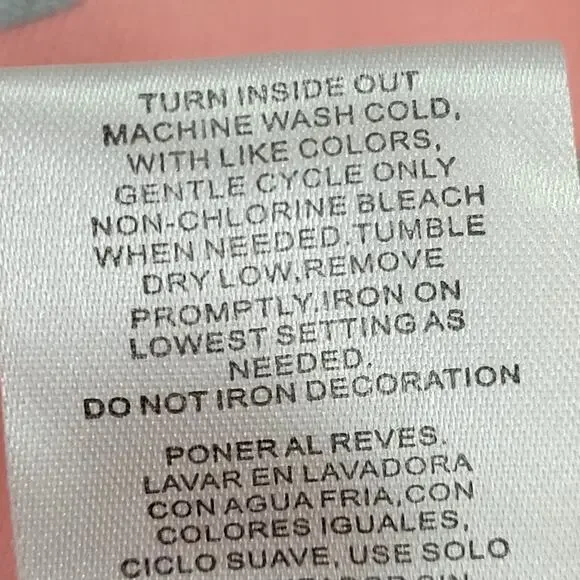 TURN INSIDE OUT
MACHINE WASH COLD,
WITH LIKE COLORS,
GENTLE CYCLE ONLY
NON-CHLORINE BLEACH
WHEN NEEDED.TUMBLE
DRY LOW,REMOVE
PROMPTLY.IRON ON
LOWEST SETTING AS
NEEDED.
DO NOT IRON DECORATION
PONER AL REVES.
LAVAR EN LAVADORA
CON AGUA FRIA,CON
COLORES IGUALES,
CICLO SUAVE, USE SOLO